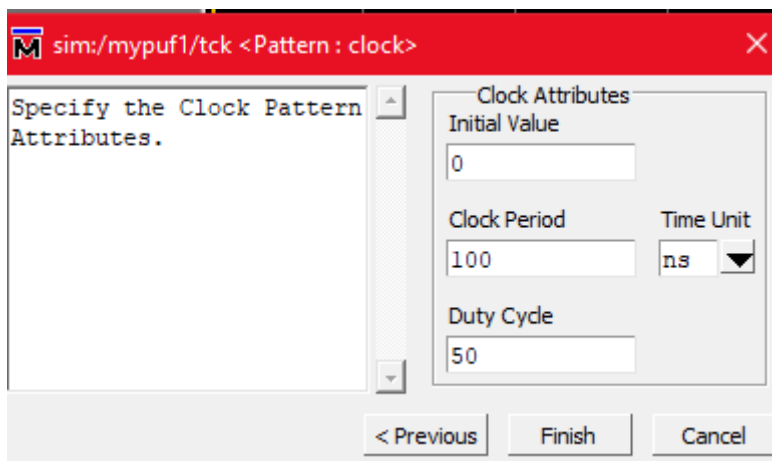 sim:/mypuf1/tck <Pattern : clock>
Specify the Clock Pattern
Attributes.
Clock Attributes
Initial Value
0
Clock Period Time Unit
100 ns
Duty Cycle
50
< Previous Finish Cancel